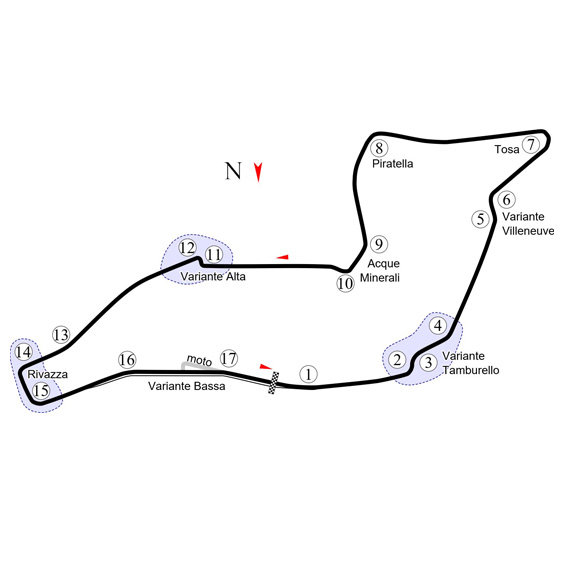 8
Piratella
Tosa
7
N
6
5
Variante
Villeneuve
12
11
Variante Alta
9
Acque
Minerali
10
4
2
3
Variante
Tamburello
13
14
Rivazza
15
16
moto
17
Variante Bassa
1